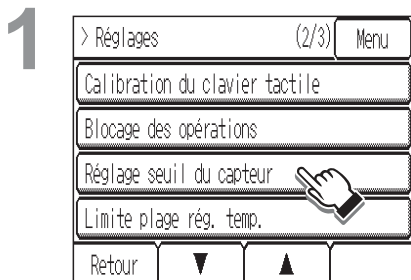 1
> Réglages (2/3) Menu
Calibration du clavier tactile
Blocage des opérations
Réglage seuil du capteur
Limite plage rég. temp.
Retour ▼ ▲